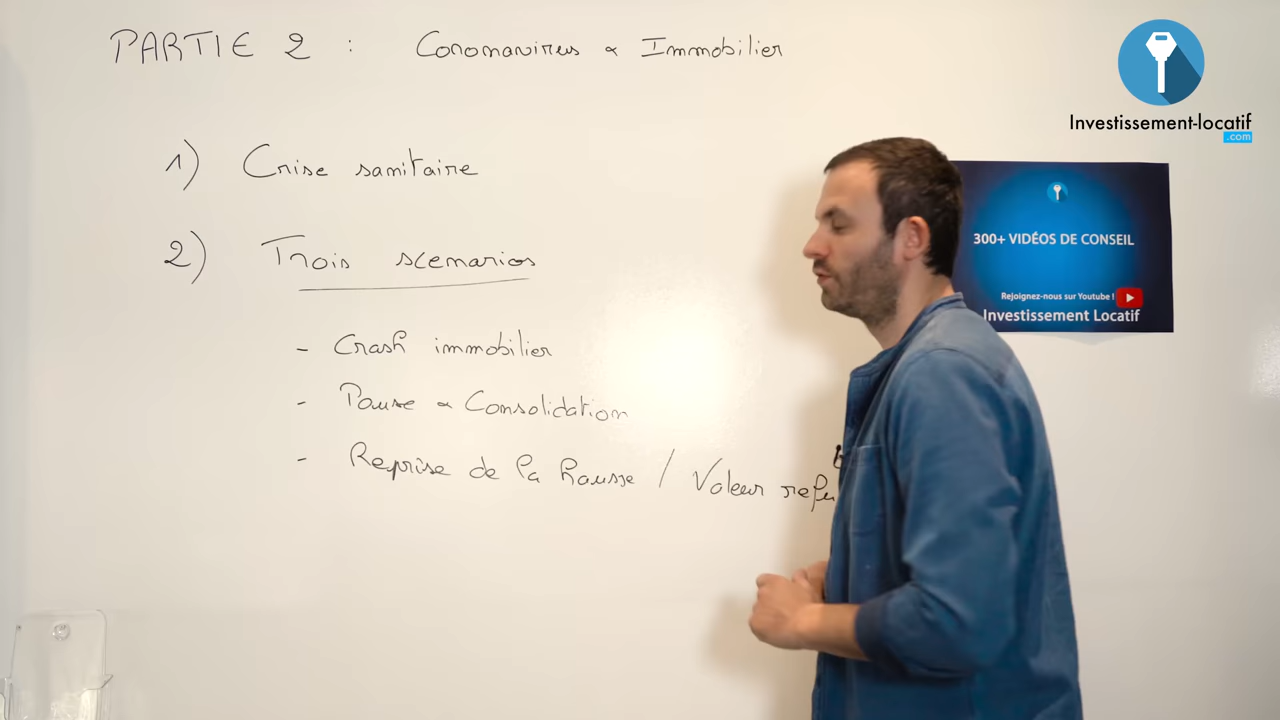 PARTIE 2 : Coronavirus & Immobilier
1) Crise sanitaire
2) Trois scenarios
- Crash immobilier
- Pause & Consolidation
- Reprise de la hausse / Valeur refu
Investissement-locatif
.com
300+ VIDÉOS DE CONSEIL
Rejoignez-nous sur Youtube !
Investissement Locatif